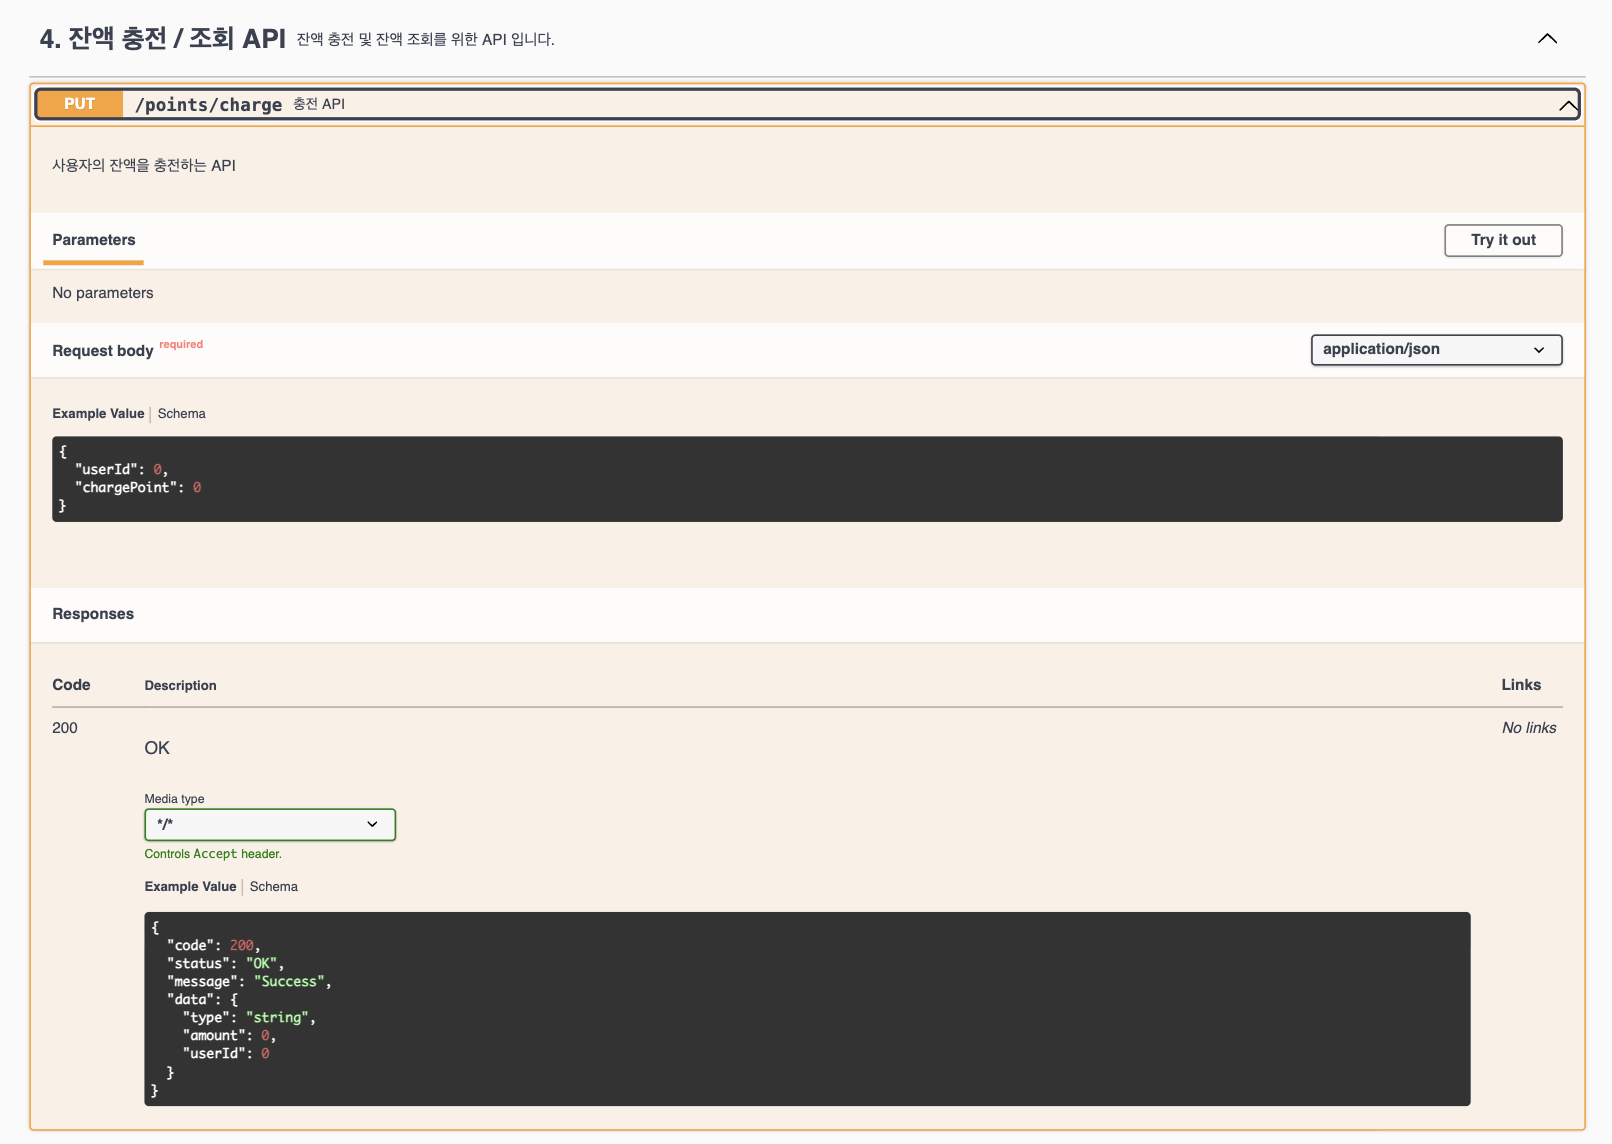 4. 잔액 충전 / 조회 API 잔액 충전 및 잔액 조회를 위한 API 입니다.
PUT /points/charge 충전 API
사용자의 잔액을 충전하는 API
Parameters Try it out
No parameters
Request body required application/json
Example Value | Schema
{
  "userId": 0,
  "chargePoint": 0
}
Responses
Code Description Links
200 No links
OK
Media type
*/*
Controls Accept header.
Example Value | Schema
{
  "code": 200,
  "status": "OK",
  "message": "Success",
  "data": {
    "type": "string",
    "amount": 0,
    "userId": 0
  }
}